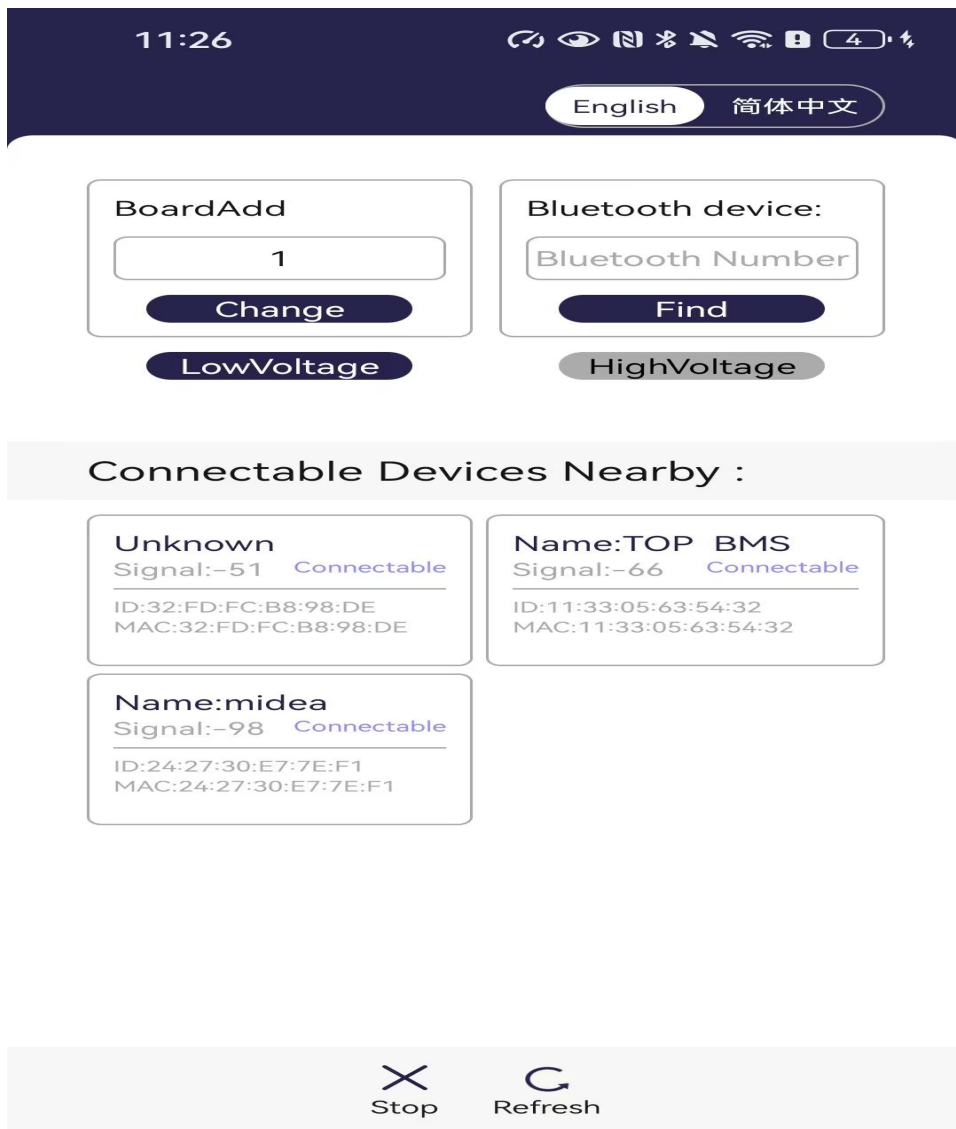 11:26
4
English 简体中文
BoardAdd
1
Change
Bluetooth device:
Bluetooth Number
Find
LowVoltage
HighVoltage
Connectable Devices Nearby :
Unknown
Signal:-51 Connectable
ID:32:FD:FC:B8:98:DE
MAC:32:FD:FC:B8:98:DE
Name:TOP BMS
Signal:-66 Connectable
ID:11:33:05:63:54:32
MAC:11:33:05:63:54:32
Name:midea
Signal:-98 Connectable
ID:24:27:30:E7:7E:F1
MAC:24:27:30:E7:7E:F1
Stop
Refresh